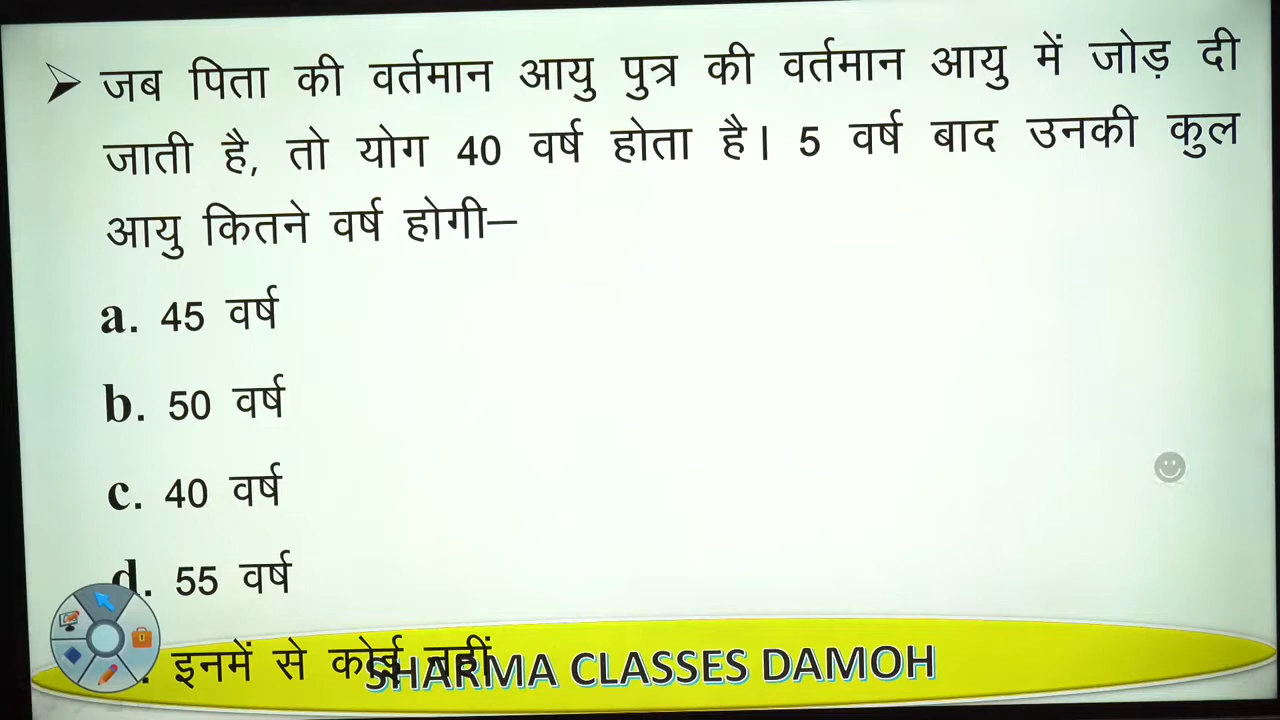 जब पिता की वर्तमान आयु पुत्र की वर्तमान आयु में जोड़ दी
जाती है, तो योग 40 वर्ष होता है। 5 वर्ष बाद उनकी कुल
आयु कितने वर्ष होगी–
a. 45 वर्ष
b. 50 वर्ष
c. 40 वर्ष
d. 55 वर्ष
इनमें से कोई नहीं
SHARMA CLASSES DAMOH